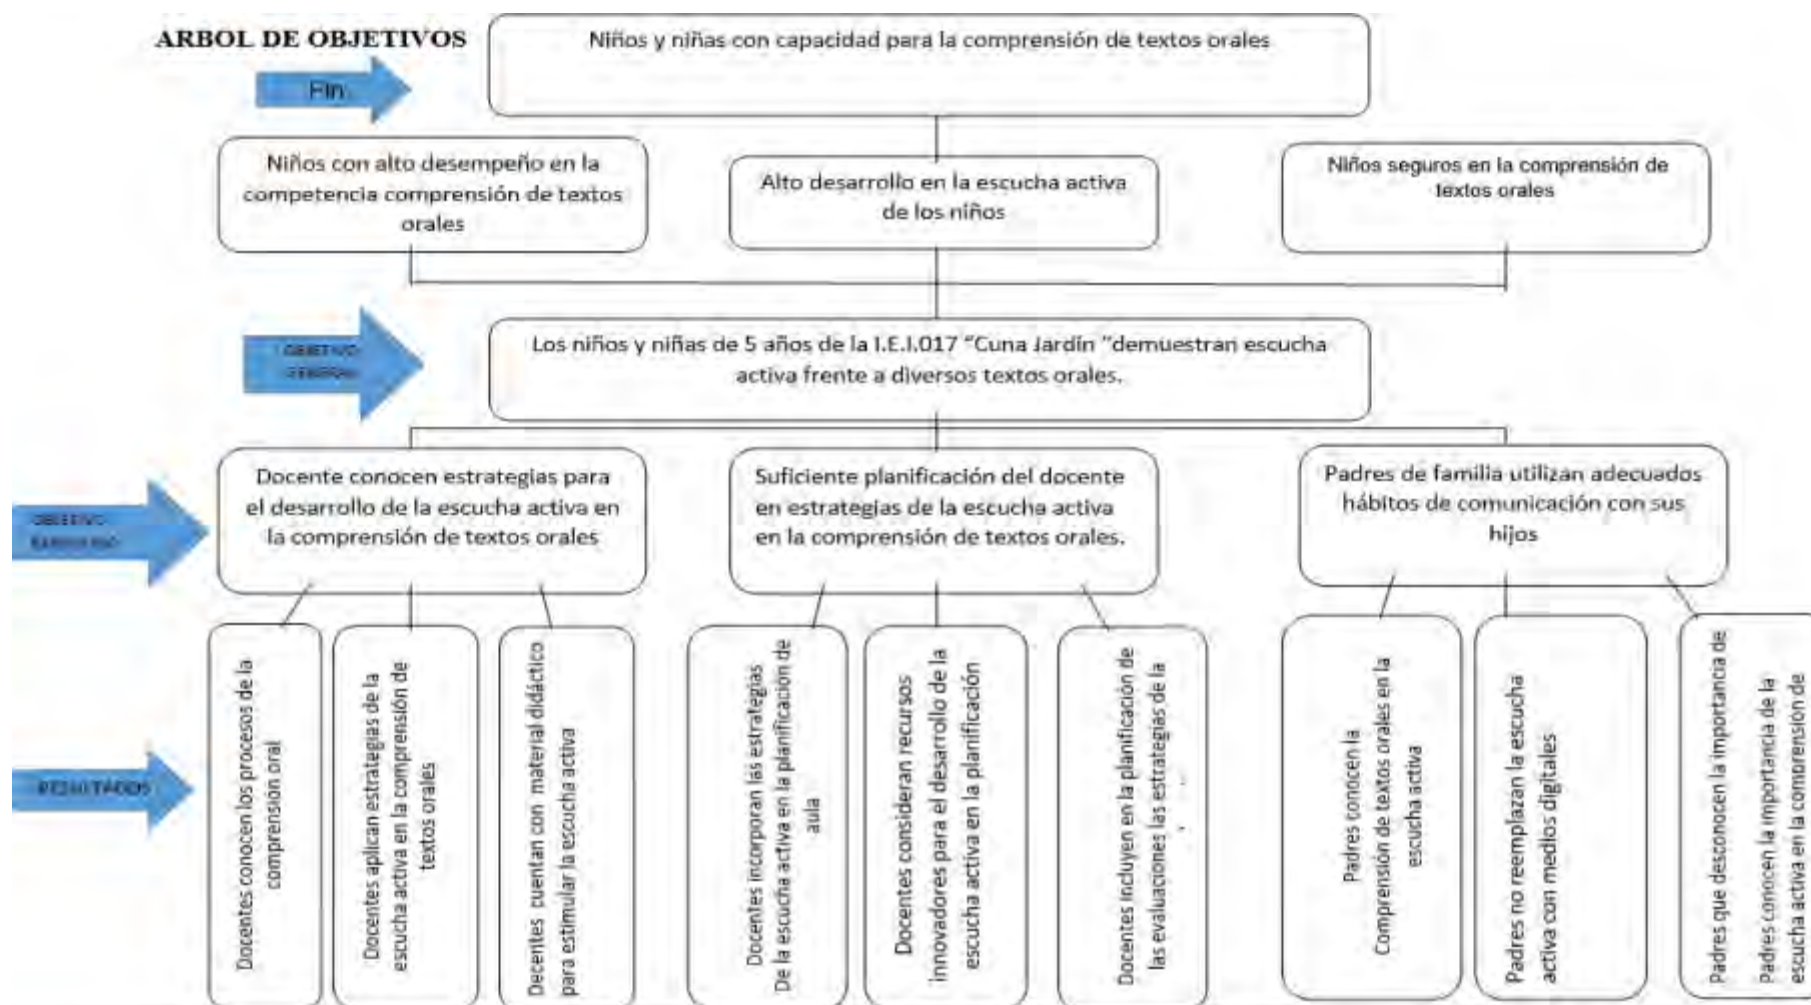 ARBOL DE OBJETIVOS
Niños y niñas con capacidad para la comprensión de textos orales
Fin
Niños con alto desempeño en la
competencia comprensión de textos
orales
Alto desarrollo en la escucha activa
de los niños
Niños seguros en la comprensión de
textos orales
OBJETIVO
GENERAL
Los niños y niñas de 5 años de la I.E.I.017 “Cuna Jardín “demuestran escucha
activa frente a diversos textos orales.
OBJETIVO
Docente conocen estrategias para
el desarrollo de la escucha activa en
la comprensión de textos orales
Suficiente planificación del docente
en estrategias de la escucha activa
en la comprensión de textos orales.
Padres de familia utilizan adecuados
hábitos de comunicación con sus
hijos
RESULTADOS
Docentes conocen los procesos de la
comprensión oral
Docentes aplican estrategias de la
escucha activa en la comprensión de
textos orales
Decentes cuentan con material didáctico
para estimular la escucha activa
Docentes incorporan las estrategias
De la escucha activa en la planificación de
aula
Docentes consideran recursos
innovadores para el desarrollo de la
escucha activa en la planificación
Docentes incluyen en la planificación de
las evaluaciones las estrategias de la
Padres conocen la
Comprensión de textos orales en la
escucha activa
Padres no reemplazan la escucha
activa con medios digitales
Padres que desconocen la importancia de
Padres conocen la importancia de la
escucha activa en la comprensión de